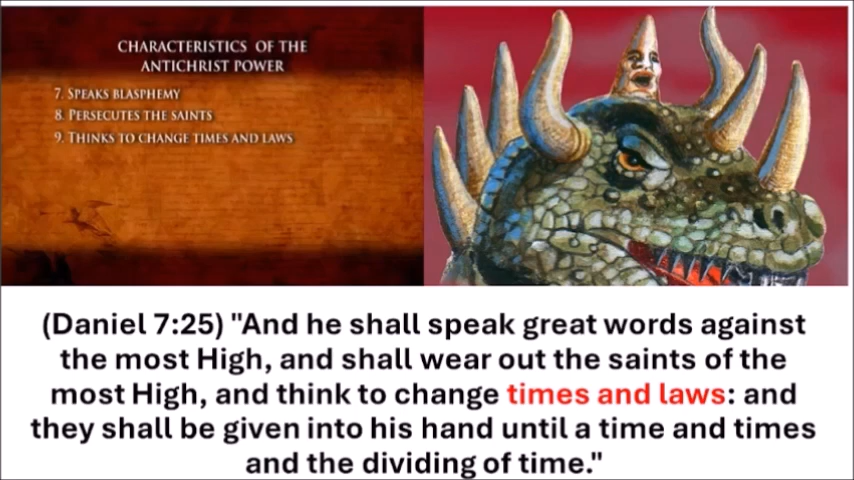 CHARACTERISTICS OF THE
ANTICHRIST POWER
7. SPEAKS BLASPHEMY
8. PERSECUTES THE SAINTS
9. THINKS TO CHANGE TIMES AND LAWS
(Daniel 7:25) "And he shall speak great words against
the most High, and shall wear out the saints of the
most High, and think to change times and laws: and
they shall be given into his hand until a time and times
and the dividing of time."